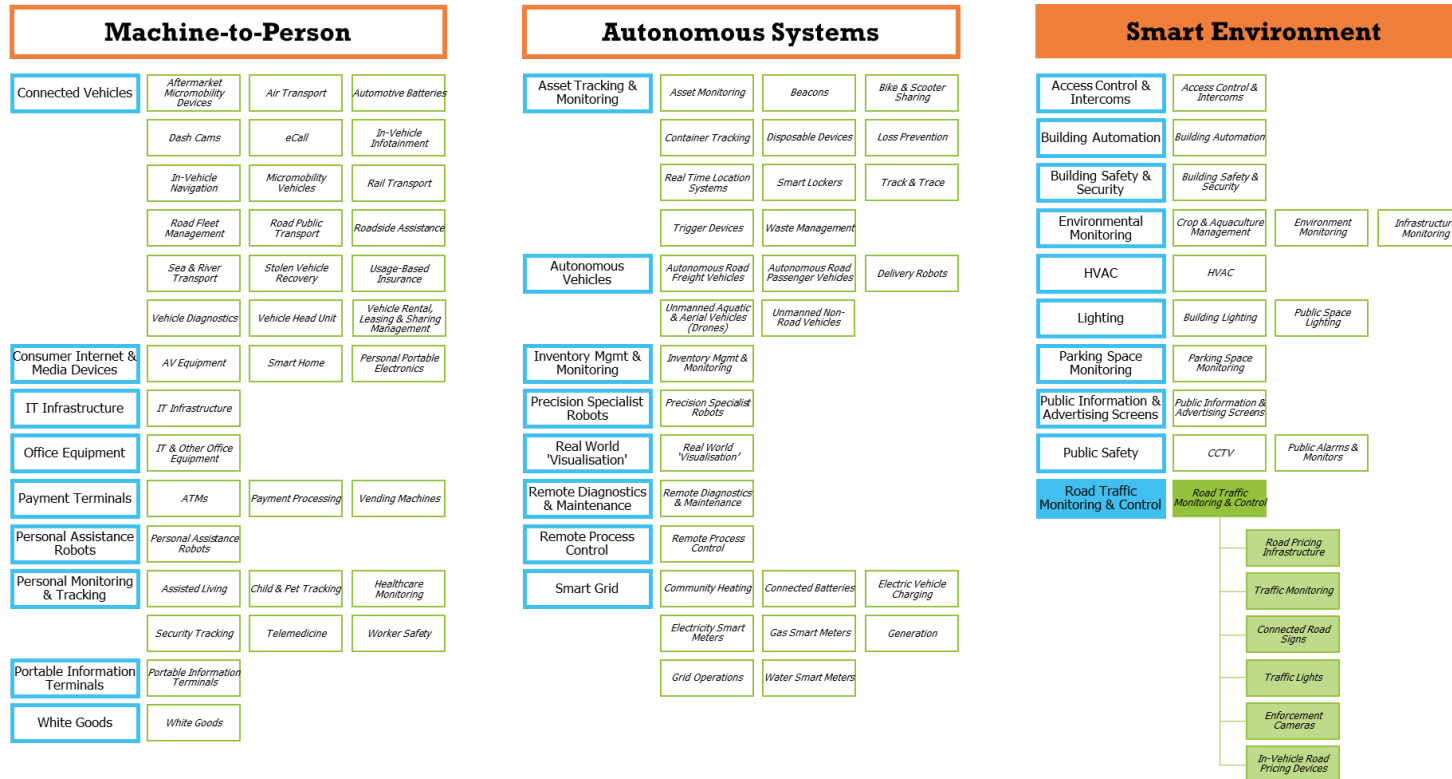 Machine-to-Person
Connected Vehicles
Aftermarket
Micromobility
Devices
Air Transport
Automotive Batteries
Dash Cams
eCall
In-Vehicle
Infotainment
In-Vehicle
Navigation
Micromobility
Vehicles
Rail Transport
Road Fleet
Management
Road Public
Transport
Roadside Assistance
Sea & River
Transport
Stolen Vehicle
Recovery
Usage-Based
Insurance
Vehicle Diagnostics
Vehicle Head Unit
Vehicle Rental,
Leasing & Sharing
Management
Consumer Internet &
Media Devices
AV Equipment
Smart Home
Personal Portable
Electronics
IT Infrastructure
IT Infrastructure
Office Equipment
IT & Other Office
Equipment
Payment Terminals
ATMs
Payment Processing
Vending Machines
Personal Assistance
Robots
Personal Assistance
Robots
Personal Monitoring
& Tracking
Assisted Living
Child & Pet Tracking
Healthcare
Monitoring
Security Tracking
Telemedicine
Worker Safety
Portable Information
Terminals
Portable Information
Terminals
White Goods
White Goods
Autonomous Systems
Asset Tracking &
Monitoring
Asset Monitoring
Beacons
Bike & Scooter
Sharing
Container Tracking
Disposable Devices
Loss Prevention
Real Time Location
Systems
Smart Lockers
Track & Trace
Trigger Devices
Waste Management
Autonomous
Vehicles
Autonomous Road
Freight Vehicles
Autonomous Road
Passenger Vehicles
Delivery Robots
Unmanned Aquatic
& Aerial Vehicles
(Drones)
Unmanned Non-
Road Vehicles
Inventory Mgmt &
Monitoring
Inventory Mgmt &
Monitoring
Precision Specialist
Robots
Precision Specialist
Robots
Real World
'Visualisation'
Real World
'Visualisation'
Remote Diagnostics
& Maintenance
Remote Diagnostics
& Maintenance
Remote Process
Control
Remote Process
Control
Smart Grid
Community Heating
Connected Batteries
Electric Vehicle
Charging
Electricity Smart
Meters
Gas Smart Meters
Generation
Grid Operations
Water Smart Meters
Smart Environment
Access Control &
Intercoms
Access Control &
Intercoms
Building Automation
Building Automation
Building Safety &
Security
Building Safety &
Security
Environmental
Monitoring
Crop & Aquaculture
Management
Environment
Monitoring
Infrastructur
Monitoring
HVAC
HVAC
Lighting
Building Lighting
Public Space
Lighting
Parking Space
Monitoring
Parking Space
Monitoring
Public Information &
Advertising Screens
Public Information &
Advertising Screens
Public Safety
CCTV
Public Alarms &
Monitors
Road Traffic
Monitoring & Control
Road Traffic
Monitoring & Control
Road Pricing
Infrastructure
Traffic Monitoring
Connected Road
Signs
Traffic Lights
Enforcement
Cameras
In-Vehicle Road
Pricing Devices